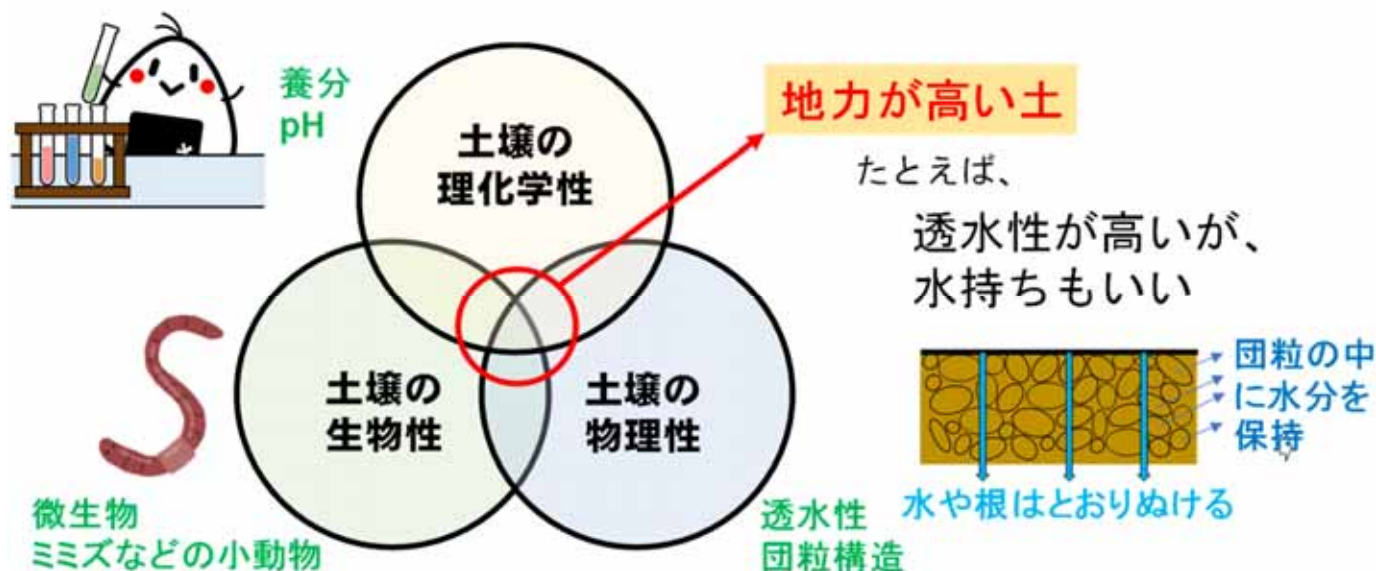 養分
pH
土壌の
理化学性
地力が高い土
たとえば、
透水性が高いが、
水持ちもいい
土壌の
生物性
土壌の
物理性
団粒の中
に水分を
保持
水や根はとおりぬける
微生物
ミミズなどの小動物
透水性
団粒構造